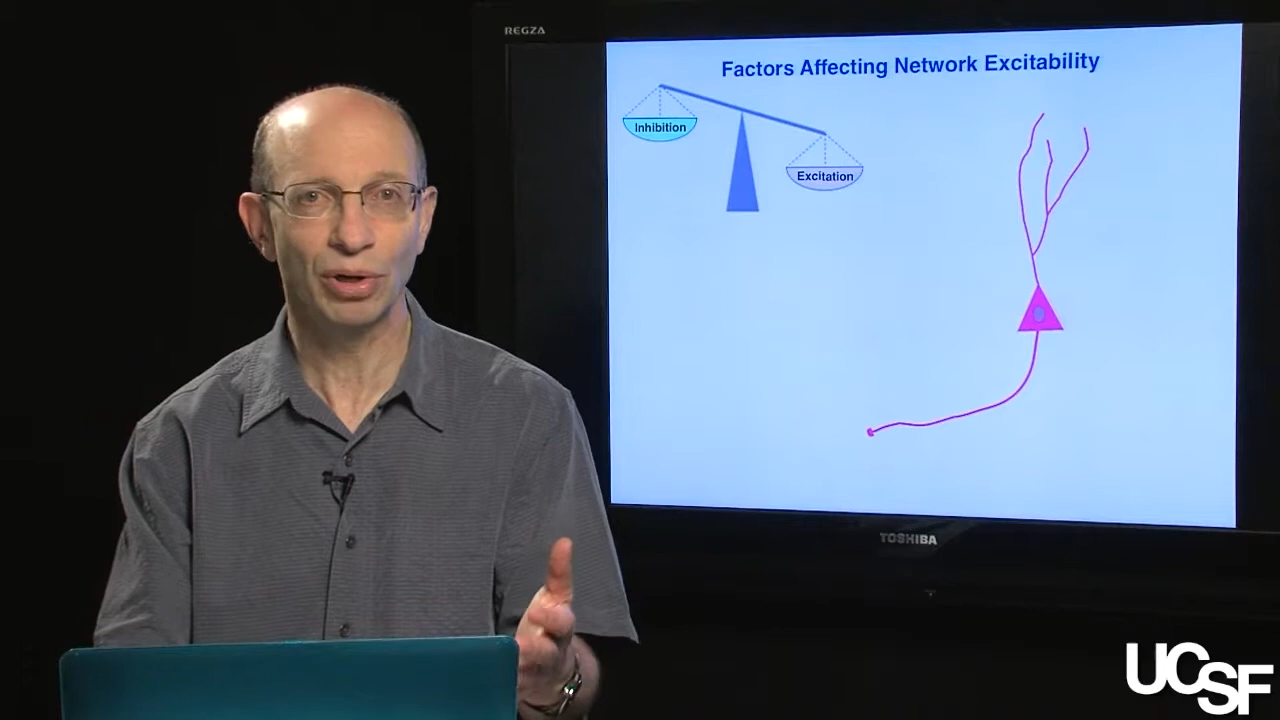 REGZA
Factors Affecting Network Excitability
Inhibition
Excitation
TOSHIBA
UCSF